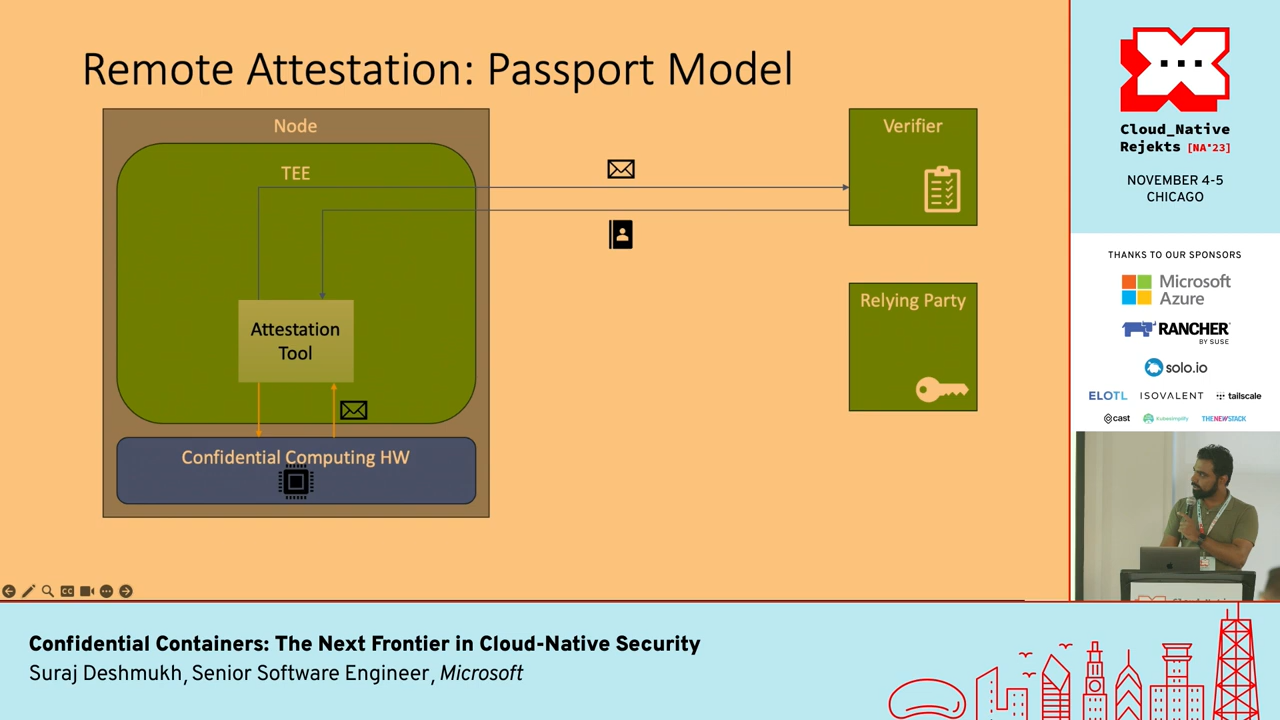 Remote Attestation: Passport Model
Node
TEE
Attestation
Tool
Confidential Computing HW
Verifier
Relying Party
CC
Cloud_Native
Rejekts [NA'23]
NOVEMBER 4-5
CHICAGO
THANKS TO OUR SPONSORS
Microsoft
Azure
RANCHER
BY SUSE
solo.io
ELOTL
ISOVALENT
tailscale
cast
kubesimplify
THENEWSTACK
Confidential Containers: The Next Frontier in Cloud-Native Security
Suraj Deshmukh, Senior Software Engineer, Microsoft